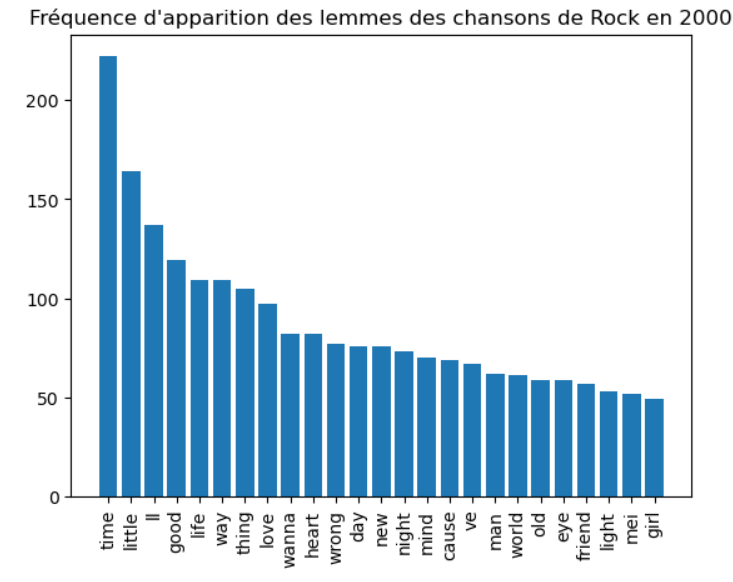 Fréquence d'apparition des lemmes des chansons de Rock en 2000
200
150
100
50
0
time
little
ll
good
life
way
thing
love
wanna
heart
wrong
day
new
night
mind
cause
ve
man
world
old
eye
friend
light
mei
girl